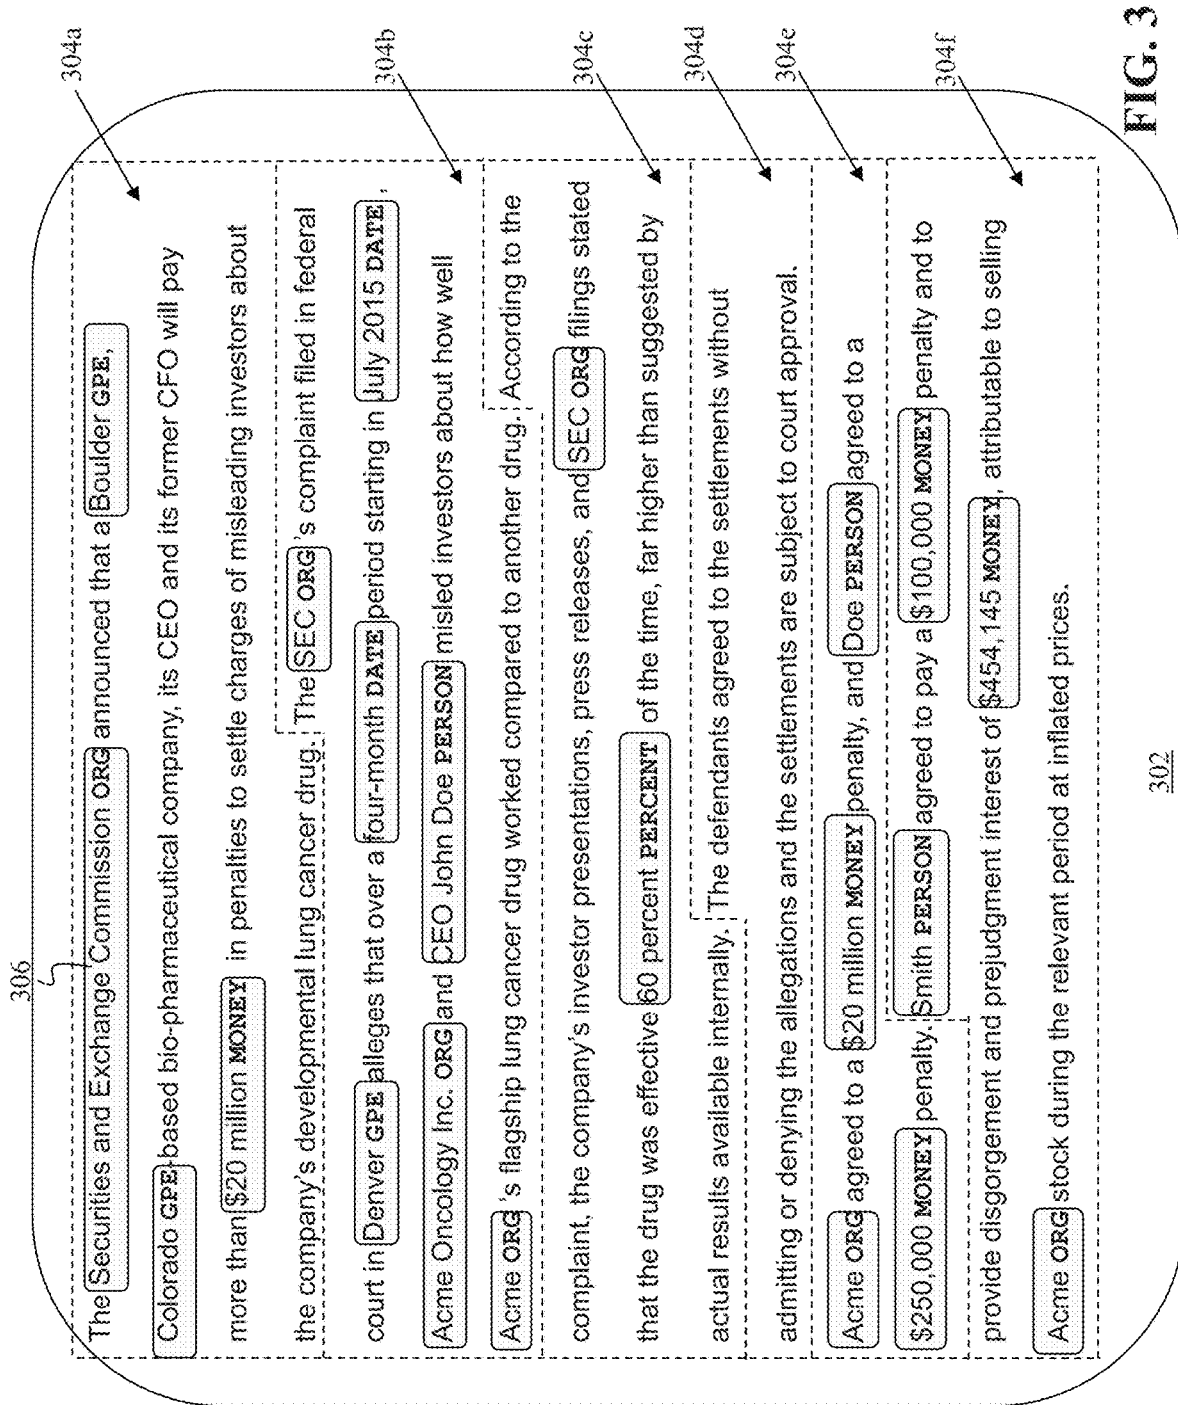 306
304a
The Securities and Exchange Commission ORG announced that a Boulder GPE,
Colorado GPE-based bio-pharmaceutical company, its CEO and its former CFO will pay
more than $20 million MONEY in penalties to settle charges of misleading investors about
the company's developmental lung cancer drug. The SEC ORG's complaint filed in federal
304b
court in Denver GPE alleges that over a four-month DATE period starting in July 2015 DATE,
Acme Oncology Inc. ORG and CEO John Doe PERSON misled investors about how well
Acme ORG's flagship lung cancer drug worked compared to another drug. According to the
304c
complaint, the company's investor presentations, press releases, and SEC ORG filings stated
that the drug was effective 60 percent PERCENT of the time, far higher than suggested by
304d
actual results available internally. The defendants agreed to the settlements without
admitting or denying the allegations and the settlements are subject to court approval.
304e
Acme ORG agreed to a $20 million MONEY penalty, and Doe PERSON agreed to a
$250,000 MONEY penalty. Smith PERSON agreed to pay a $100,000 MONEY penalty and to
304f
provide disgorgement and prejudgment interest of $454,145 MONEY, attributable to selling
Acme ORG stock during the relevant period at inflated prices.
302
FIG. 3